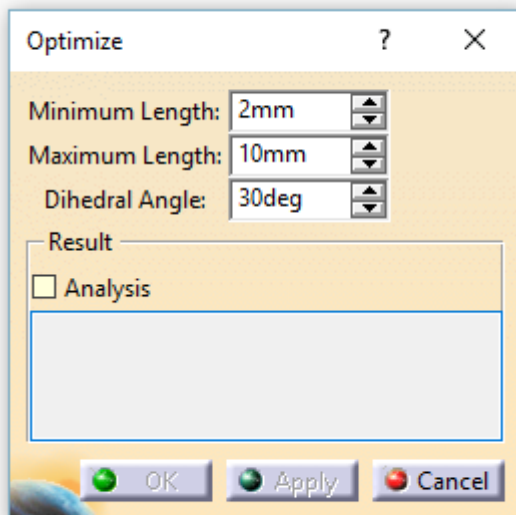 Optimize ?
Minimum Length: 2mm
Maximum Length: 10mm
Dihedral Angle: 30deg
Result
Analysis
OK Apply Cancel